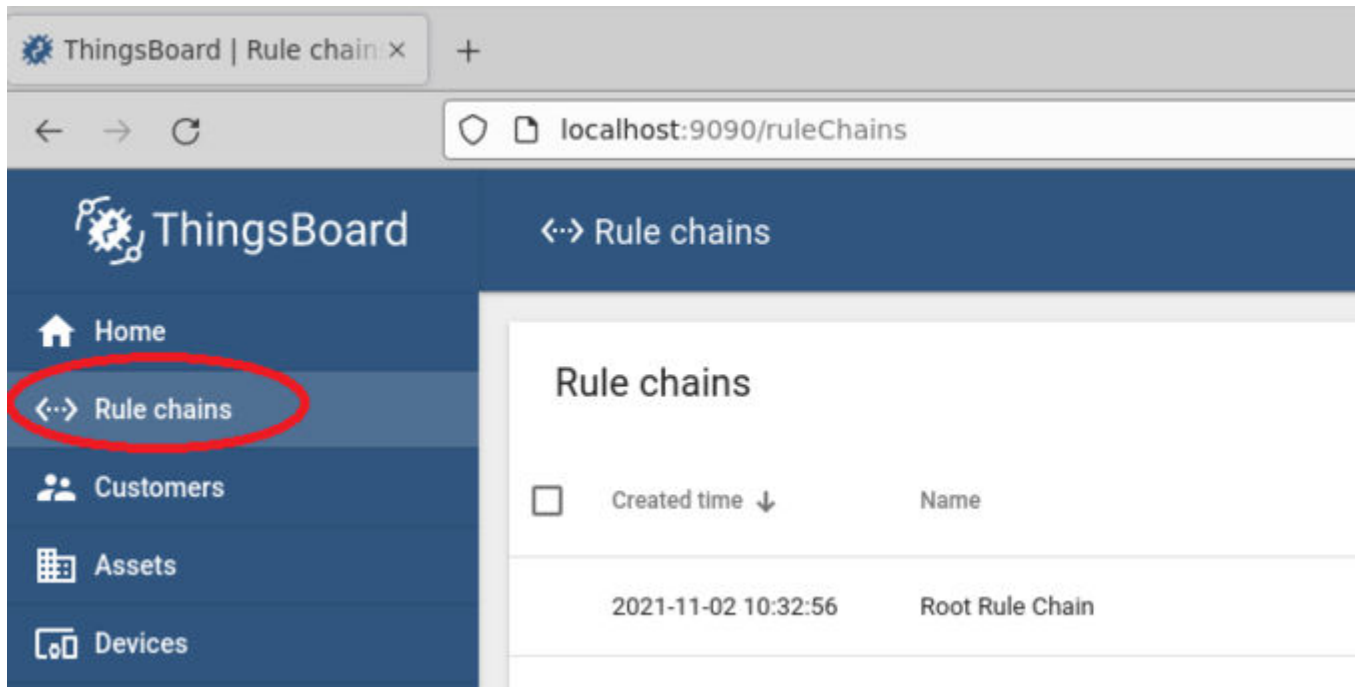 ThingsBoard | Rule chain
localhost:9090/ruleChains
ThingsBoard
Rule chains
Home
Rule chains
Customers
Assets
Devices
Rule chains
Created time
Name
2021-11-02 10:32:56
Root Rule Chain